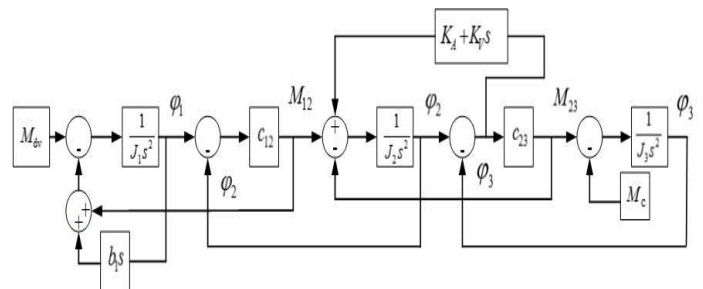 K_A+K_V s
M_дв
-
1/(J_1 s^2)
φ_1
-
c_12
M_12
+
-
1/(J_2 s^2)
φ_2
-
c_23
M_23
-
1/(J_3 s^2)
φ_3
φ_2
φ_3
M_c
+
+
b_1 s